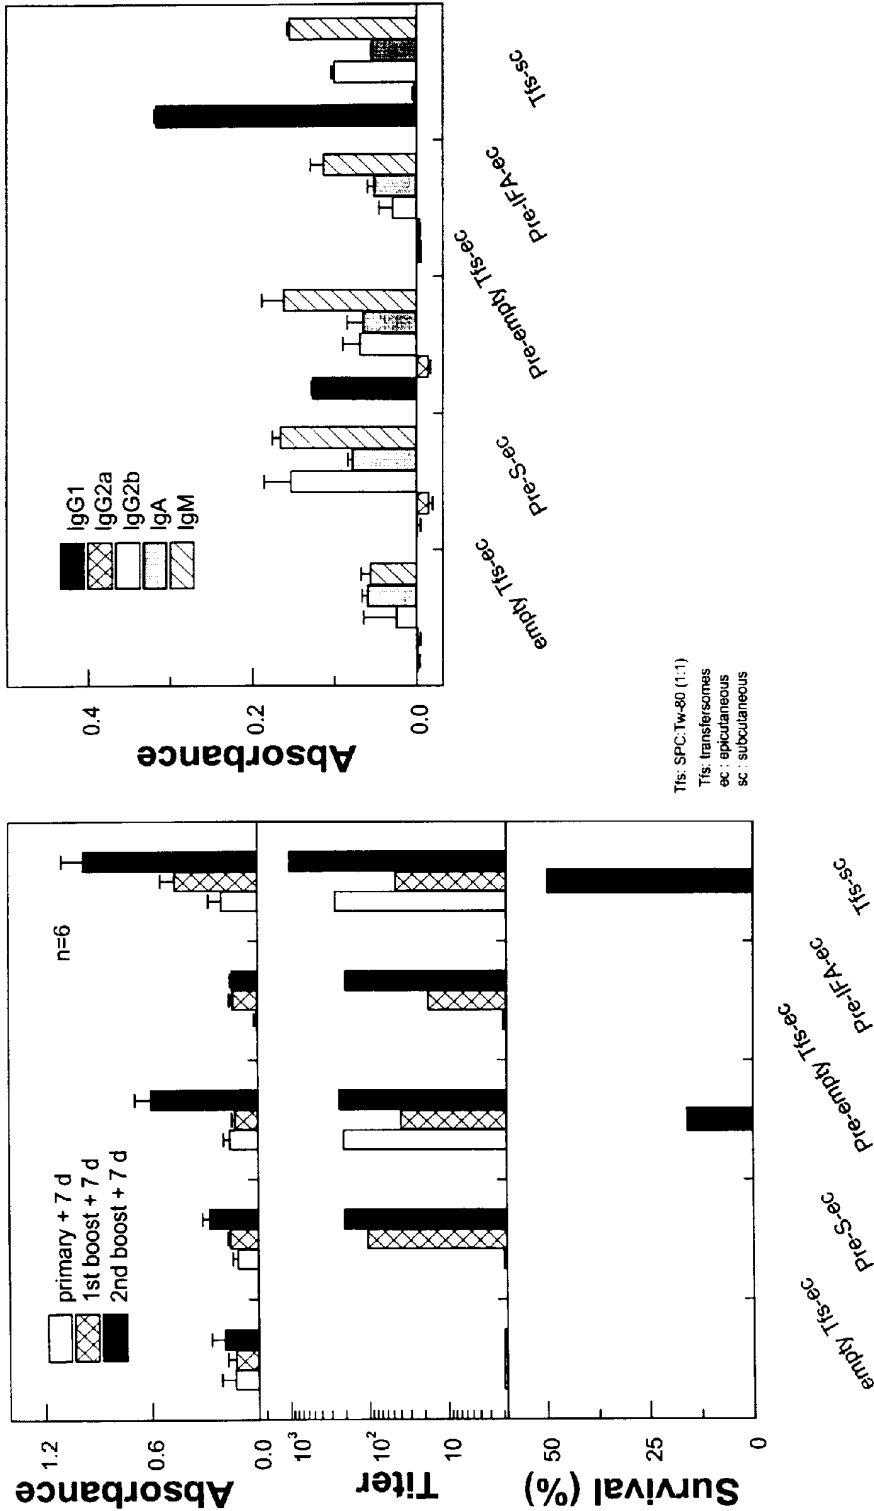 Absorbance
1.2
0.6
0.0
primary + 7 d
1st boost + 7 d
2nd boost + 7 d
n=6
Titer
10³
10²
10
Survival (%)
50
25
0
empty Tfs-ec
Pre-S-ec
Pre-empty Tfs-ec
Pre-IFA-ec
Tfs-sc
Absorbance
0.4
0.2
0.0
IgG1
IgG2a
IgG2b
IgA
IgM
empty Tfs-ec
Pre-S-ec
Pre-empty Tfs-ec
Pre-IFA-ec
Tfs-sc
Tfs: SPC:Tw-80 (1:1)
Tfs: transfersomes
ec : epicutaneous
sc : subcutaneous